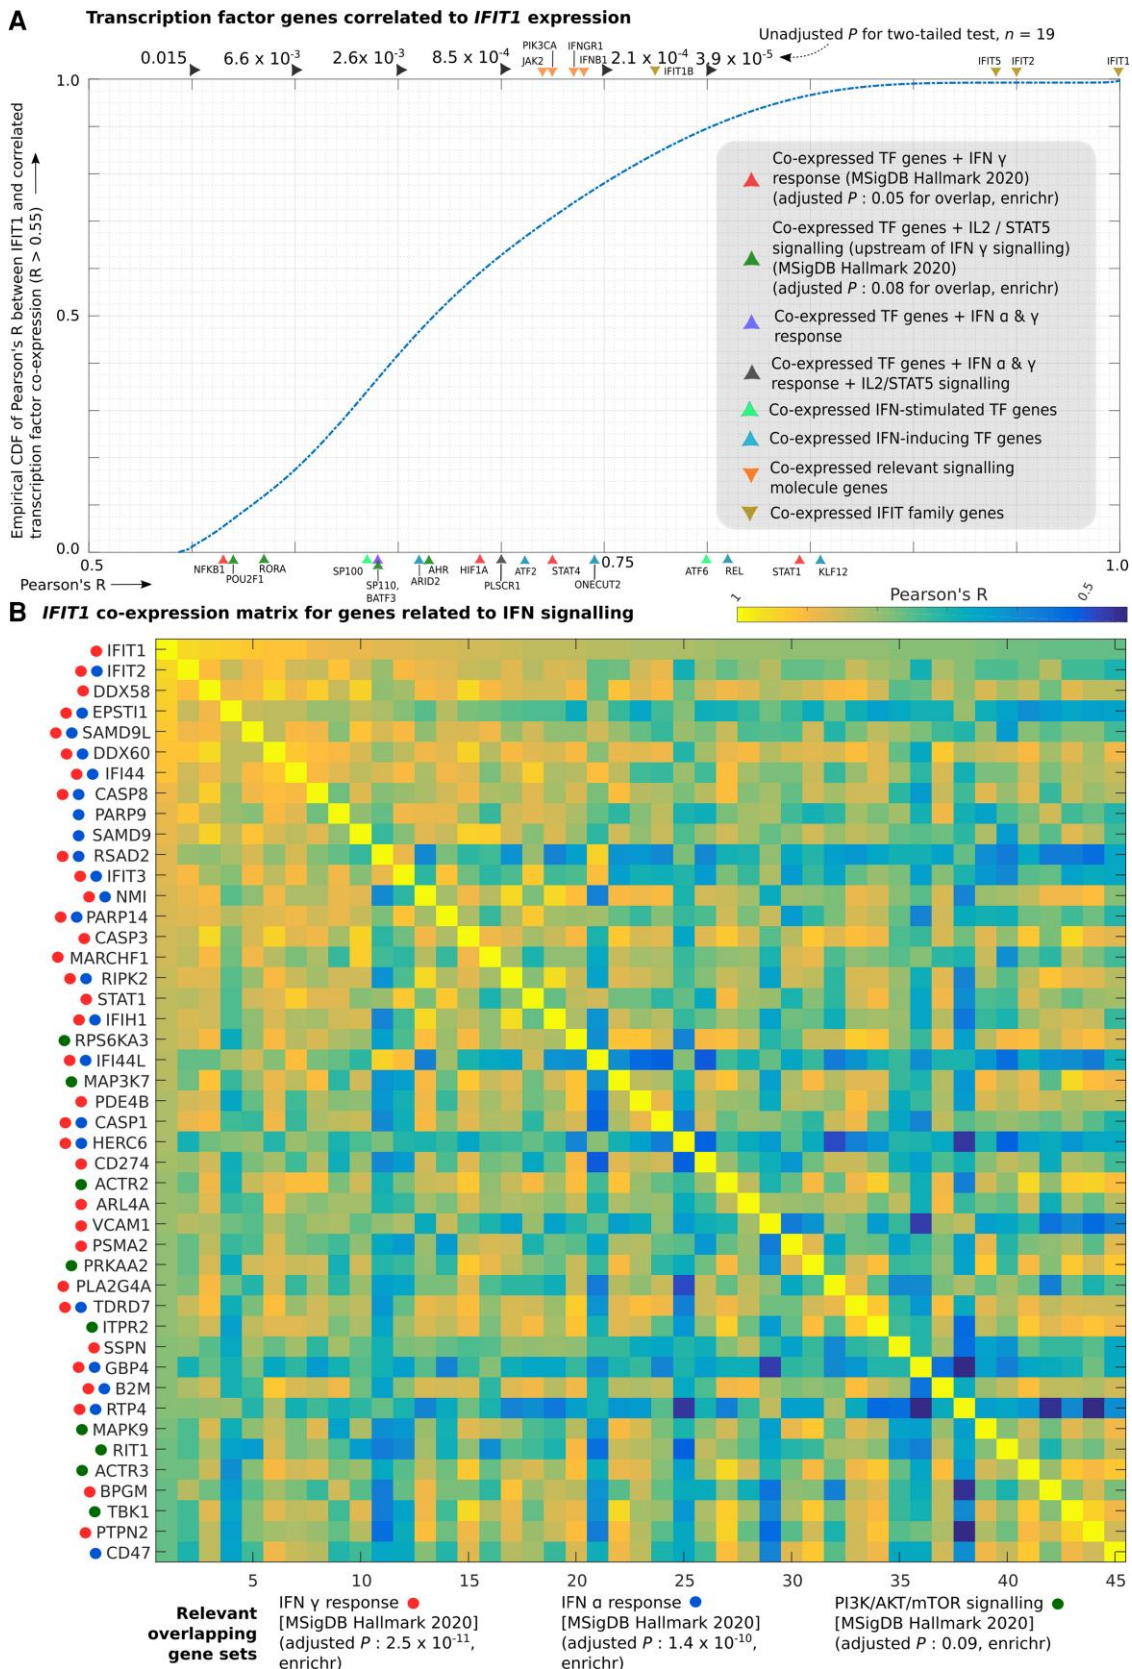 A Transcription factor genes correlated to IFIT1 expression
Unadjusted P for two-tailed test, n = 19
0.015
6.6 x 10-3
2.6 x 10-3
8.5 x 10-4
2.1 x 10-4
3.9 x 10-5
PIK3CA
JAK2
IFNGR1
IFNB1
IFIT1B
IFIT5
IFIT2
IFIT1
1.0
0.5
0.0
Empirical CDF of Pearson's R between IFIT1 and correlated
transcription factor co-expression (R > 0.55)
Co-expressed TF genes + IFN γ
response (MSigDB Hallmark 2020)
(adjusted P : 0.05 for overlap, enrichr)
Co-expressed TF genes + IL2 / STAT5
signalling (upstream of IFN γ signalling)
(MSigDB Hallmark 2020)
(adjusted P : 0.08 for overlap, enrichr)
Co-expressed TF genes + IFN α & γ
response
Co-expressed TF genes + IFN α & γ
response + IL2/STAT5 signalling
Co-expressed IFN-stimulated TF genes
Co-expressed IFN-inducing TF genes
Co-expressed relevant signalling
molecule genes
Co-expressed IFIT family genes
0.5
0.75
1.0
Pearson's R
NFKB1
POU2F1
RORA
SP100
SP110,
BATF3
ARID2
AHR
HIF1A
PLSCR1
ATF2
STAT4
ONECUT2
ATF6
REL
STAT1
KLF12
B IFIT1 co-expression matrix for genes related to IFN signalling
Pearson's R
1
0.5
IFIT1
IFIT2
DDX58
EPSTI1
SAMD9L
DDX60
IFI44
CASP8
PARP9
SAMD9
RSAD2
IFIT3
NMI
PARP14
CASP3
MARCHF1
RIPK2
STAT1
IFIH1
RPS6KA3
IFI44L
MAP3K7
PDE4B
CASP1
HERC6
CD274
ACTR2
ARL4A
VCAM1
PSMA2
PRKAA2
PLA2G4A
TDRD7
ITPR2
SSPN
GBP4
B2M
RTP4
MAPK9
RIT1
ACTR3
BPGM
TBK1
PTPN2
CD47
5 10 15 20 25 30 35 40 45
Relevant
overlapping
gene sets
IFN γ response
[MSigDB Hallmark 2020]
(adjusted P : 2.5 x 10-11,
enrichr)
IFN α response
[MSigDB Hallmark 2020]
(adjusted P : 1.4 x 10-10,
enrichr)
PI3K/AKT/mTOR signalling
[MSigDB Hallmark 2020]
(adjusted P : 0.09, enrichr)